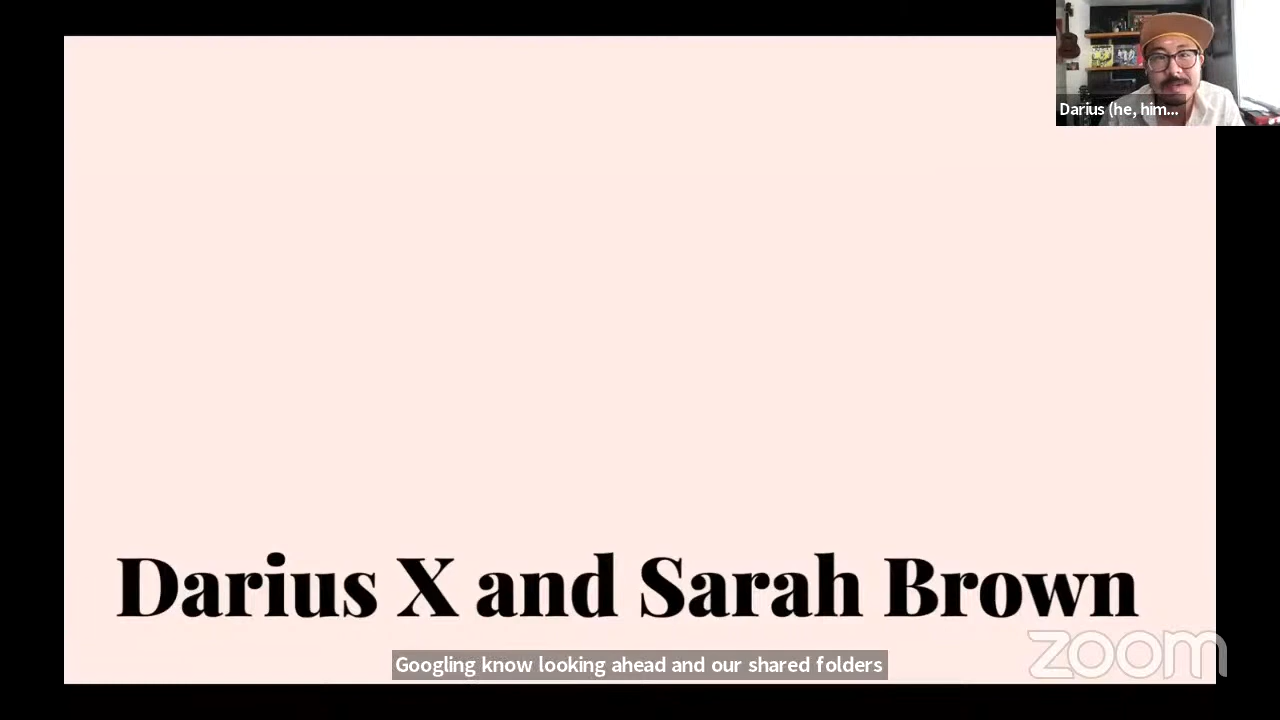 Darius (he, him...
Darius X and Sarah Brown
Googling know looking ahead and our shared folders
zoom